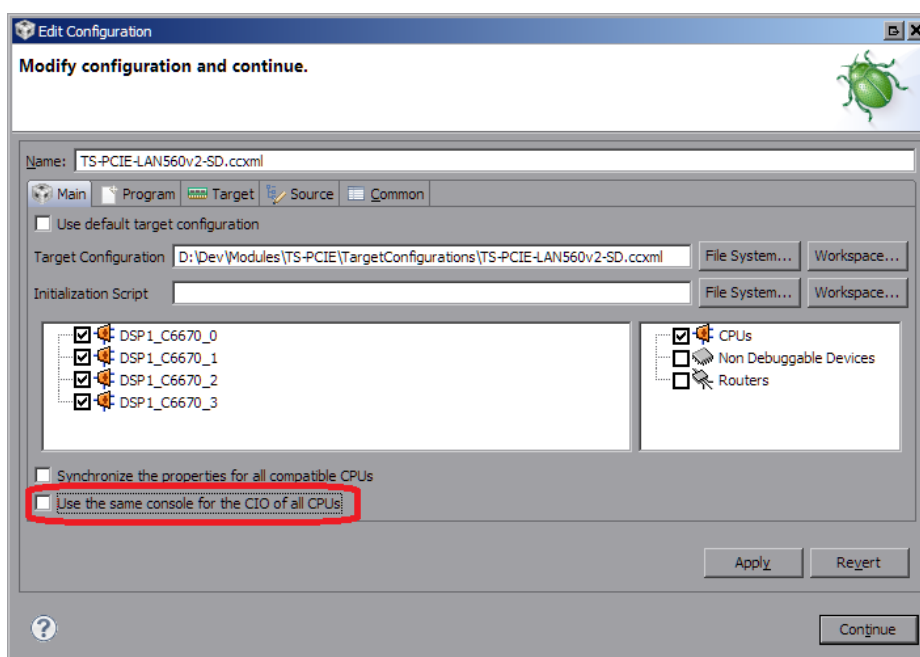 Edit Configuration
Modify configuration and continue.
Name: TS-PCIE-LAN560v2-SD.ccxml
Main Program Target Source Common
Use default target configuration
Target Configuration D:\Dev\Modules\TS-PCIE\TargetConfigurations\TS-PCIE-LAN560v2-SD.ccxml File System... Workspace...
Initialization Script File System... Workspace...
DSP1_C6670_0 CPUs
DSP1_C6670_1 Non Debuggable Devices
DSP1_C6670_2 Routers
DSP1_C6670_3
Synchronize the properties for all compatible CPUs
Use the same console for the CIO of all CPUs
Apply Revert
? Continue